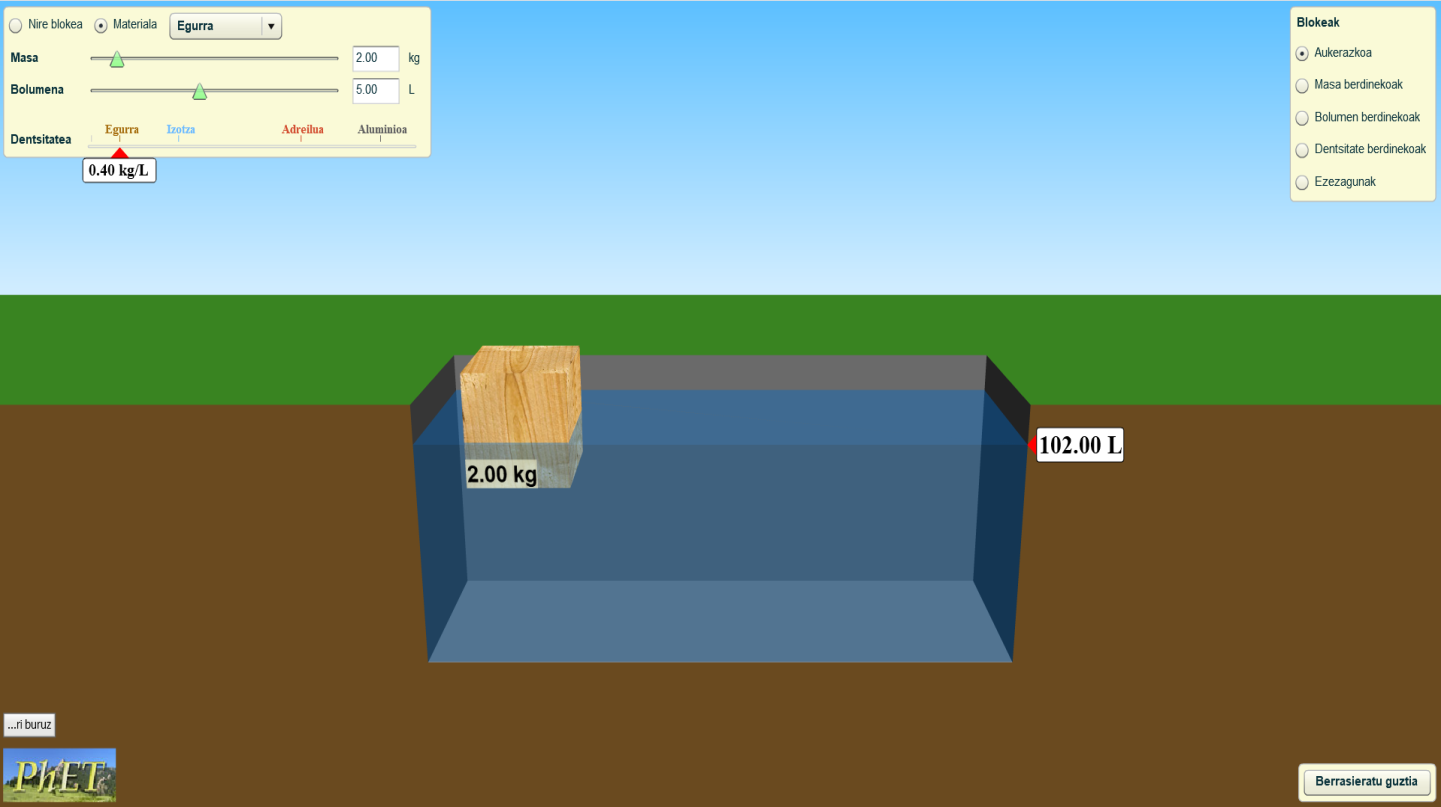 Nire blokea Materiala Egurra
Masa 2.00 kg
Bolumena 5.00 L
Egurra Izotza Adreilua Aluminioa
Dentsitatea
0.40 kg/L
Blokeak
Aukerazkoa
Masa berdinekoak
Bolumen berdinekoak
Dentsitate berdinekoak
Ezezagunak
102.00 L
2.00 kg
...ri buruz
PhET
Berrasieratu guztia